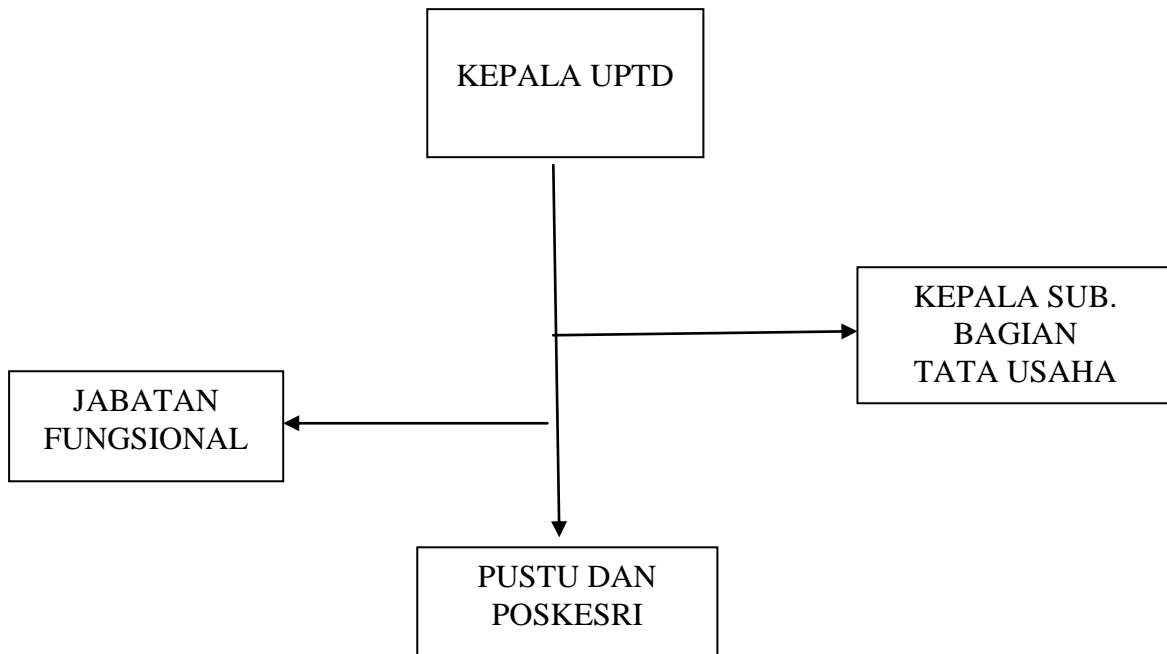 KEPALA UPTD
KEPALA SUB.
BAGIAN
TATA USAHA
JABATAN
FUNGSIONAL
PUSTU DAN
POSKESRI